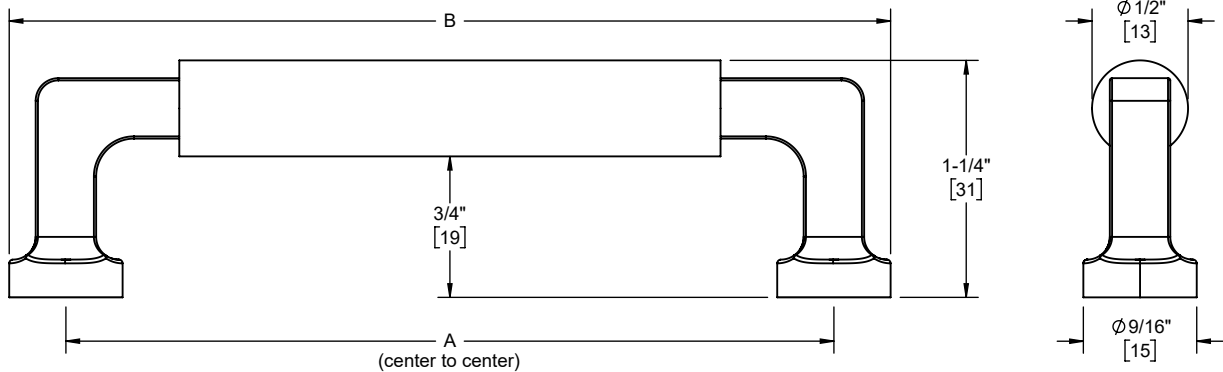 B
⌀1/2"
[13]
1-1/4"
[31]
3/4"
[19]
A
(center to center)
⌀9/16"
[15]